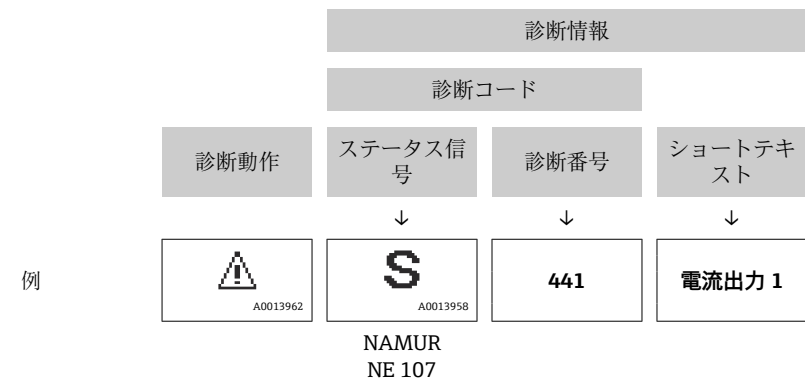 診断情報
診断コード
診断動作
ステータス信
号
診断番号
ショートテキ
スト
↓ ↓ ↓
例
A0013962
S
A0013958
441
電流出力 1
NAMUR
NE 107